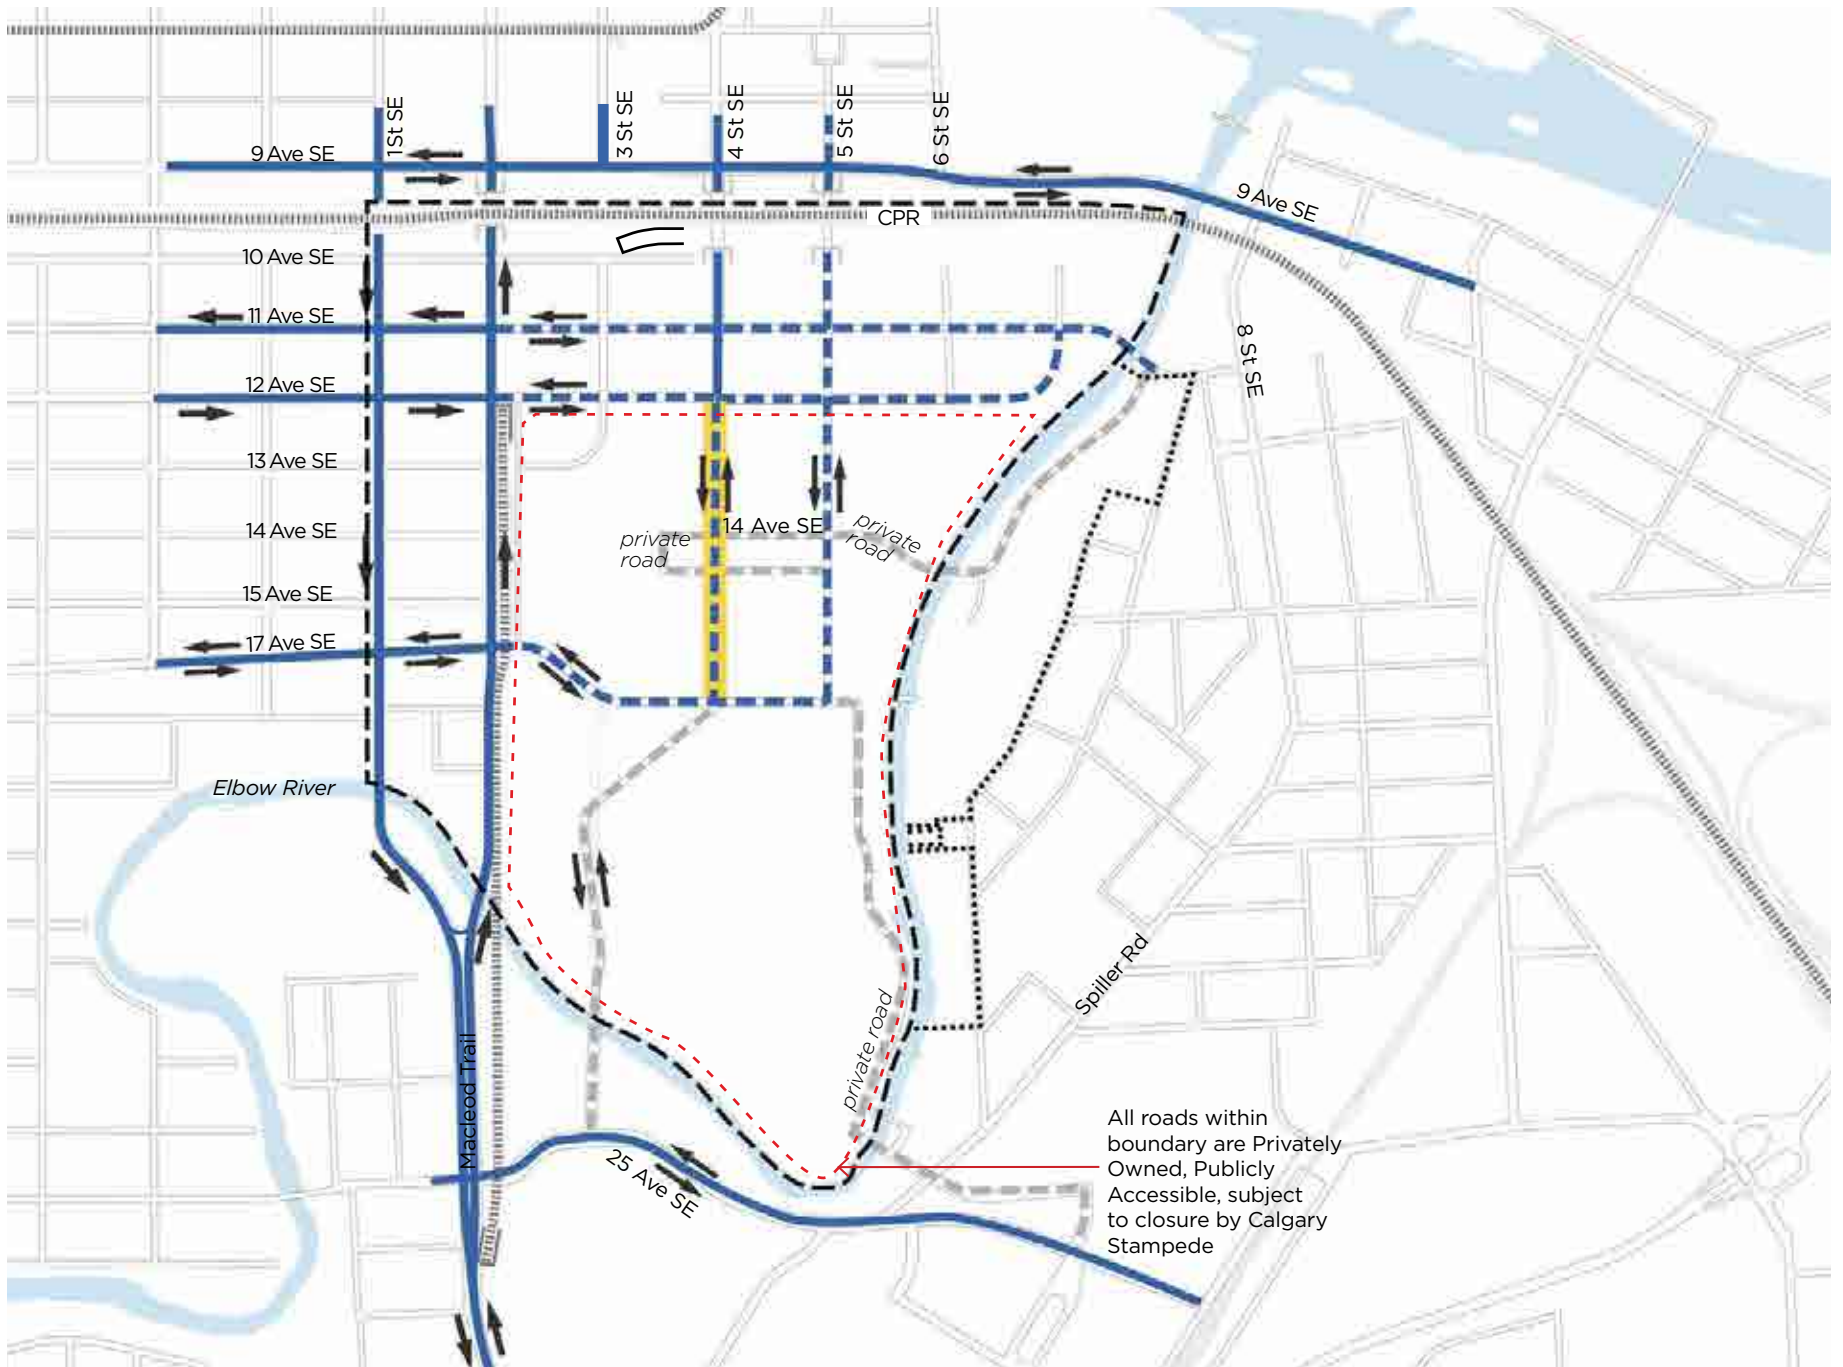 1St SE
3 St SE
4 St SE
5 St SE
6 St SE
9 Ave SE
9 Ave SE
CPR
10 Ave SE
11 Ave SE
12 Ave SE
8 St SE
13 Ave SE
14 Ave SE
14 Ave SE
private
road
private
road
15 Ave SE
17 Ave SE
Elbow River
Spiller Rd
private road
Macleod Trail
25 Ave SE
All roads within
boundary are Privately
Owned, Publicly
Accessible, subject
to closure by Calgary
Stampede